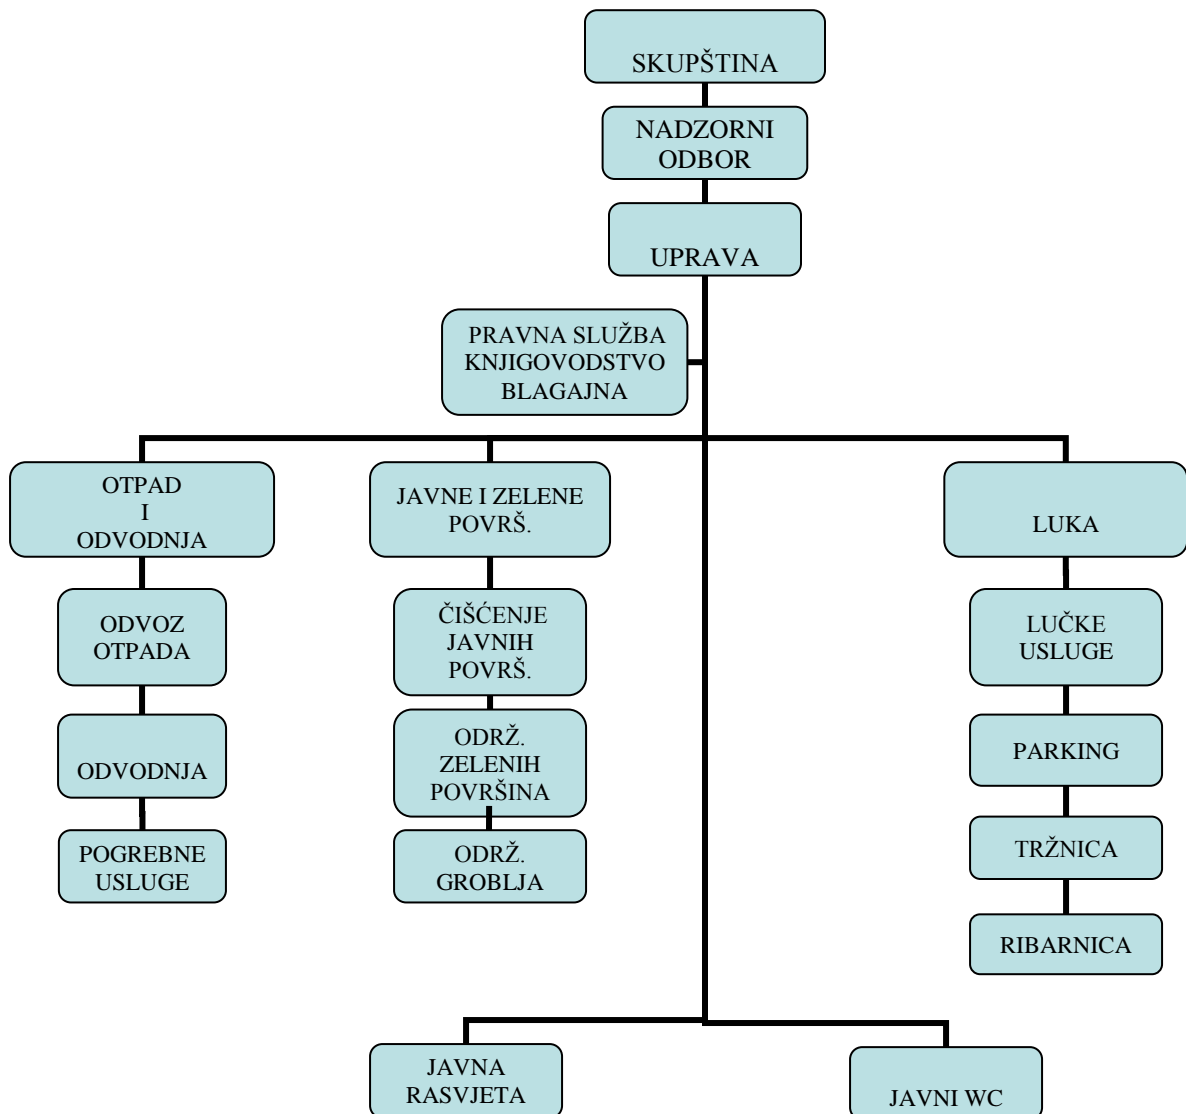 SKUPŠTINA
NADZORNI
ODBOR
UPRAVA
PRAVNA SLUŽBA
KNJIGOVODSTVO
BLAGAJNA
OTPAD
I
ODVODNJA
JAVNE I ZELENE
POVRŠ.
LUKA
ODVOZ
OTPADA
ČIŠĆENJE
JAVNIH
POVRŠ.
LUČKE
USLUGE
ODVODNJA
ODRŽ.
ZELENIH
POVRŠINA
PARKING
POGREBNE
USLUGE
ODRŽ.
GROBLJA
TRŽNICA
RIBARNICA
JAVNA
RASVJETA
JAVNI WC